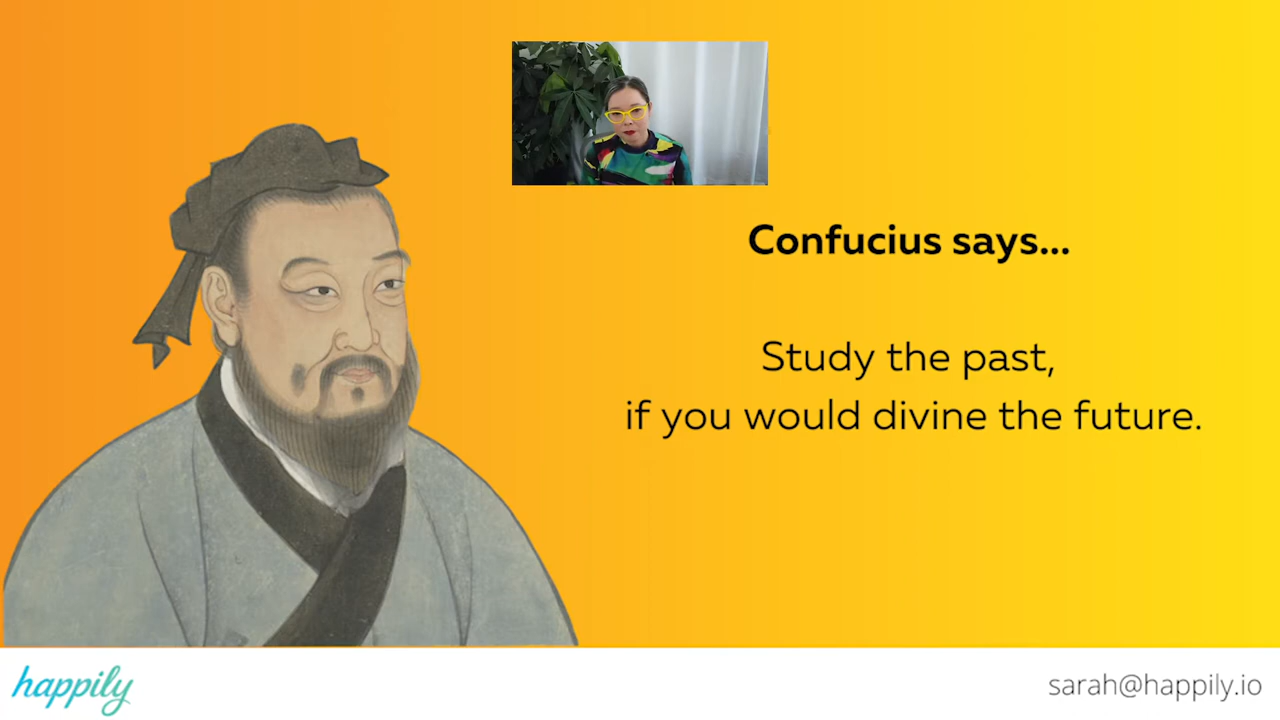 Confucius says...
Study the past,
if you would divine the future.
happily
sarah@happily.io